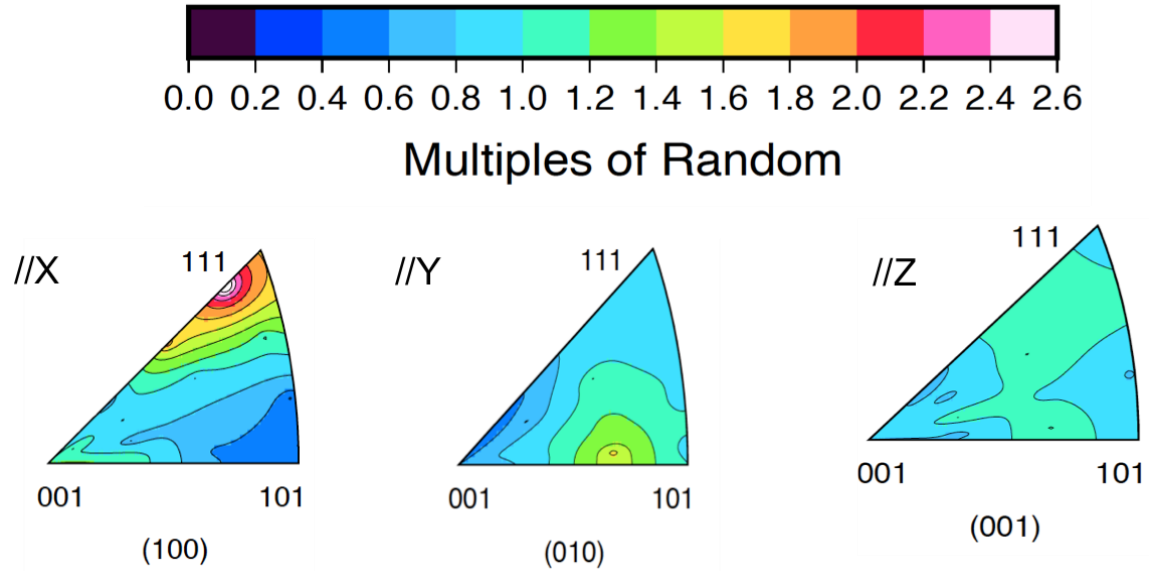 0.0 0.2 0.4 0.6 0.8 1.0 1.2 1.4 1.6 1.8 2.0 2.2 2.4 2.6
Multiples of Random
//X 111
001 101
(100)
//Y 111
001 101
(010)
//Z 111
001 101
(001)